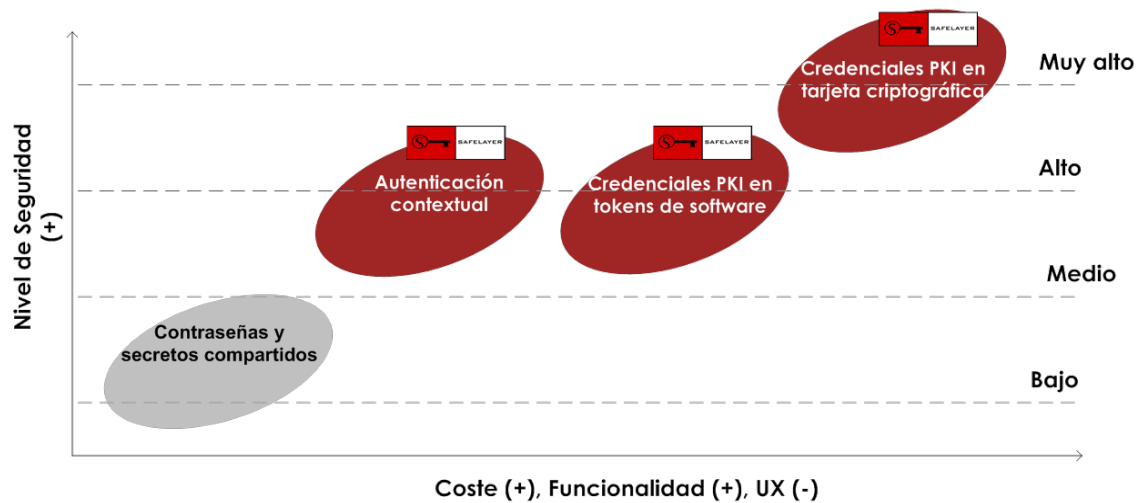 S SAFELAYER
Credenciales PKI en
tarjeta criptográfica
Muy alto
S SAFELAYER
Autenticación
contextual
S SAFELAYER
Credenciales PKI en
tokens de software
Alto
Medio
Contraseñas y
secretos compartidos
Bajo
Nivel de Seguridad
(+)
Coste (+), Funcionalidad (+), UX (-)